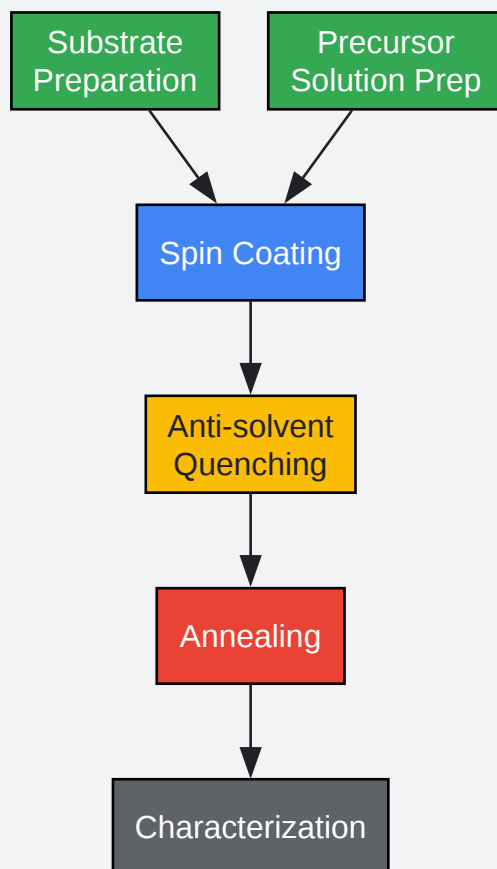 Substrate
Preparation
Precursor
Solution Prep
Spin Coating
Anti-solvent
Quenching
Annealing
Characterization